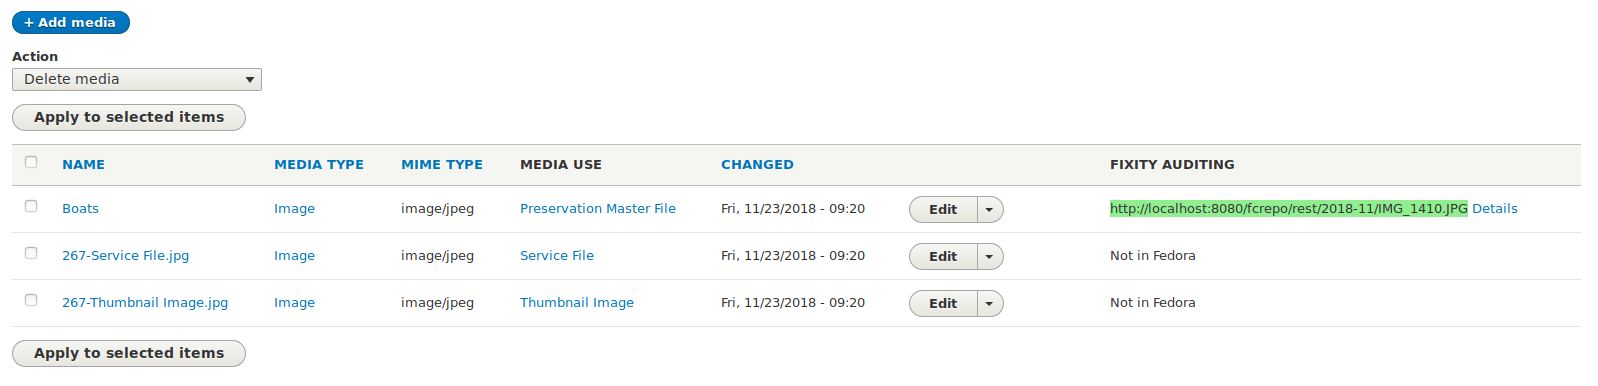 + Add media
Action
Delete media
Apply to selected items
NAME MEDIA TYPE MIME TYPE MEDIA USE CHANGED FIXITY AUDITING
Boats Image image/jpeg Preservation Master File Fri, 11/23/2018 - 09:20 Edit http://localhost:8080/fcrepo/rest/2018-11/IMG_1410.JPG Details
267-Service File.jpg Image image/jpeg Service File Fri, 11/23/2018 - 09:20 Edit Not in Fedora
267-Thumbnail Image.jpg Image image/jpeg Thumbnail Image Fri, 11/23/2018 - 09:20 Edit Not in Fedora
Apply to selected items